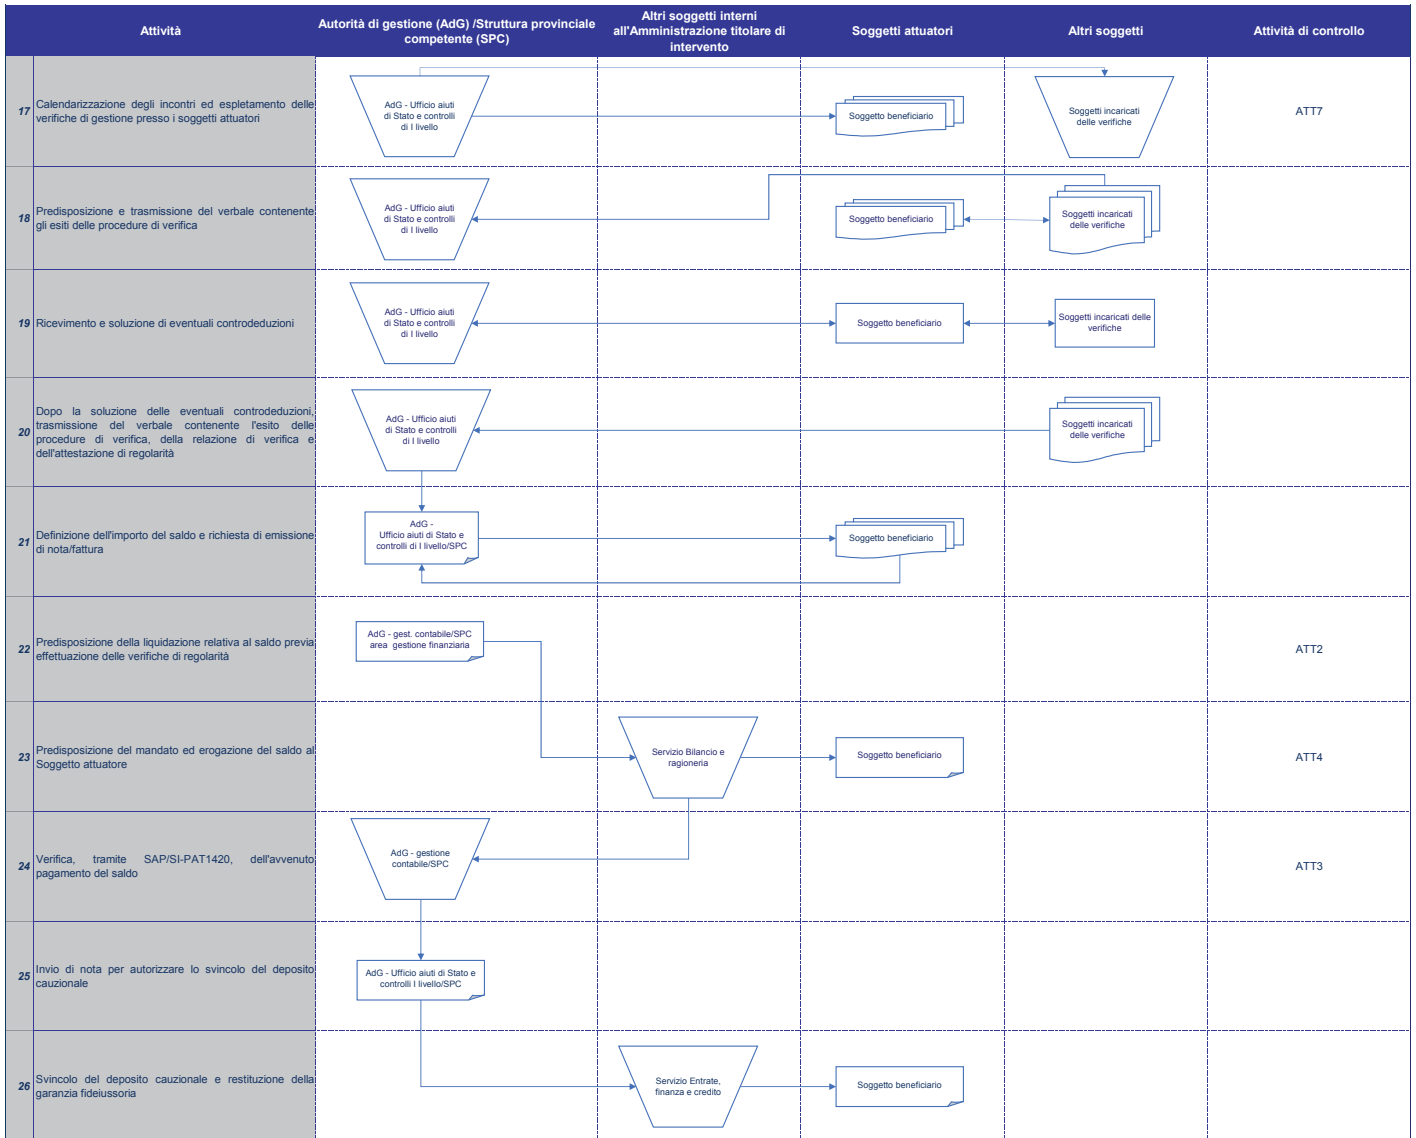 Attività
Autorità di gestione (AdG) /Struttura provinciale
competente (SPC)
Altri soggetti interni
all'Amministrazione titolare di
intervento
Soggetti attuatori
Altri soggetti
Attività di controllo
17
Calendarizzazione degli incontri ed espletamento delle
verifiche di gestione presso i soggetti attuatori
AdG - Ufficio aiuti
di Stato e controlli
di I livello
Soggetto beneficiario
Soggetti incaricati
delle verifiche
ATT7
18
Predisposizione e trasmissione del verbale contenente
gli esiti delle procedure di verifica
AdG - Ufficio aiuti
di Stato e controlli
di I livello
Soggetto beneficiario
Soggetti incaricati
delle verifiche
19
Ricevimento e soluzione di eventuali controdeduzioni
AdG - Ufficio aiuti
di Stato e controlli
di I livello
Soggetto beneficiario
Soggetti incaricati delle
verifiche
20
Dopo la soluzione delle eventuali controdeduzioni,
trasmissione del verbale contenente l'esito delle
procedure di verifica, della relazione di verifica e
dell'attestazione di regolarità
AdG - Ufficio aiuti
di Stato e controlli
di I livello
Soggetti incaricati
delle verifiche
21
Definizione dell'importo del saldo e richiesta di emissione
di nota/fattura
AdG -
Ufficio aiuti di Stato e
controlli di I livello/SPC
Soggetto beneficiario
22
Predisposizione della liquidazione relativa al saldo previa
effettuazione delle verifiche di regolarità
AdG - gest. contabile/SPC
area gestione finanziaria
ATT2
23
Predisposizione del mandato ed erogazione del saldo al
Soggetto attuatore
Servizio Bilancio e
ragioneria
Soggetto beneficiario
ATT4
24
Verifica, tramite SAP/SI-PAT1420, dell'avvenuto
pagamento del saldo
AdG - gestione
contabile/SPC
ATT3
25
Invio di nota per autorizzare lo svincolo del deposito
cauzionale
AdG - Ufficio aiuti di Stato e
controlli I livello/SPC
26
Svincolo del deposito cauzionale e restituzione della
garanzia fideiussoria
Servizio Entrate,
finanza e credito
Soggetto beneficiario